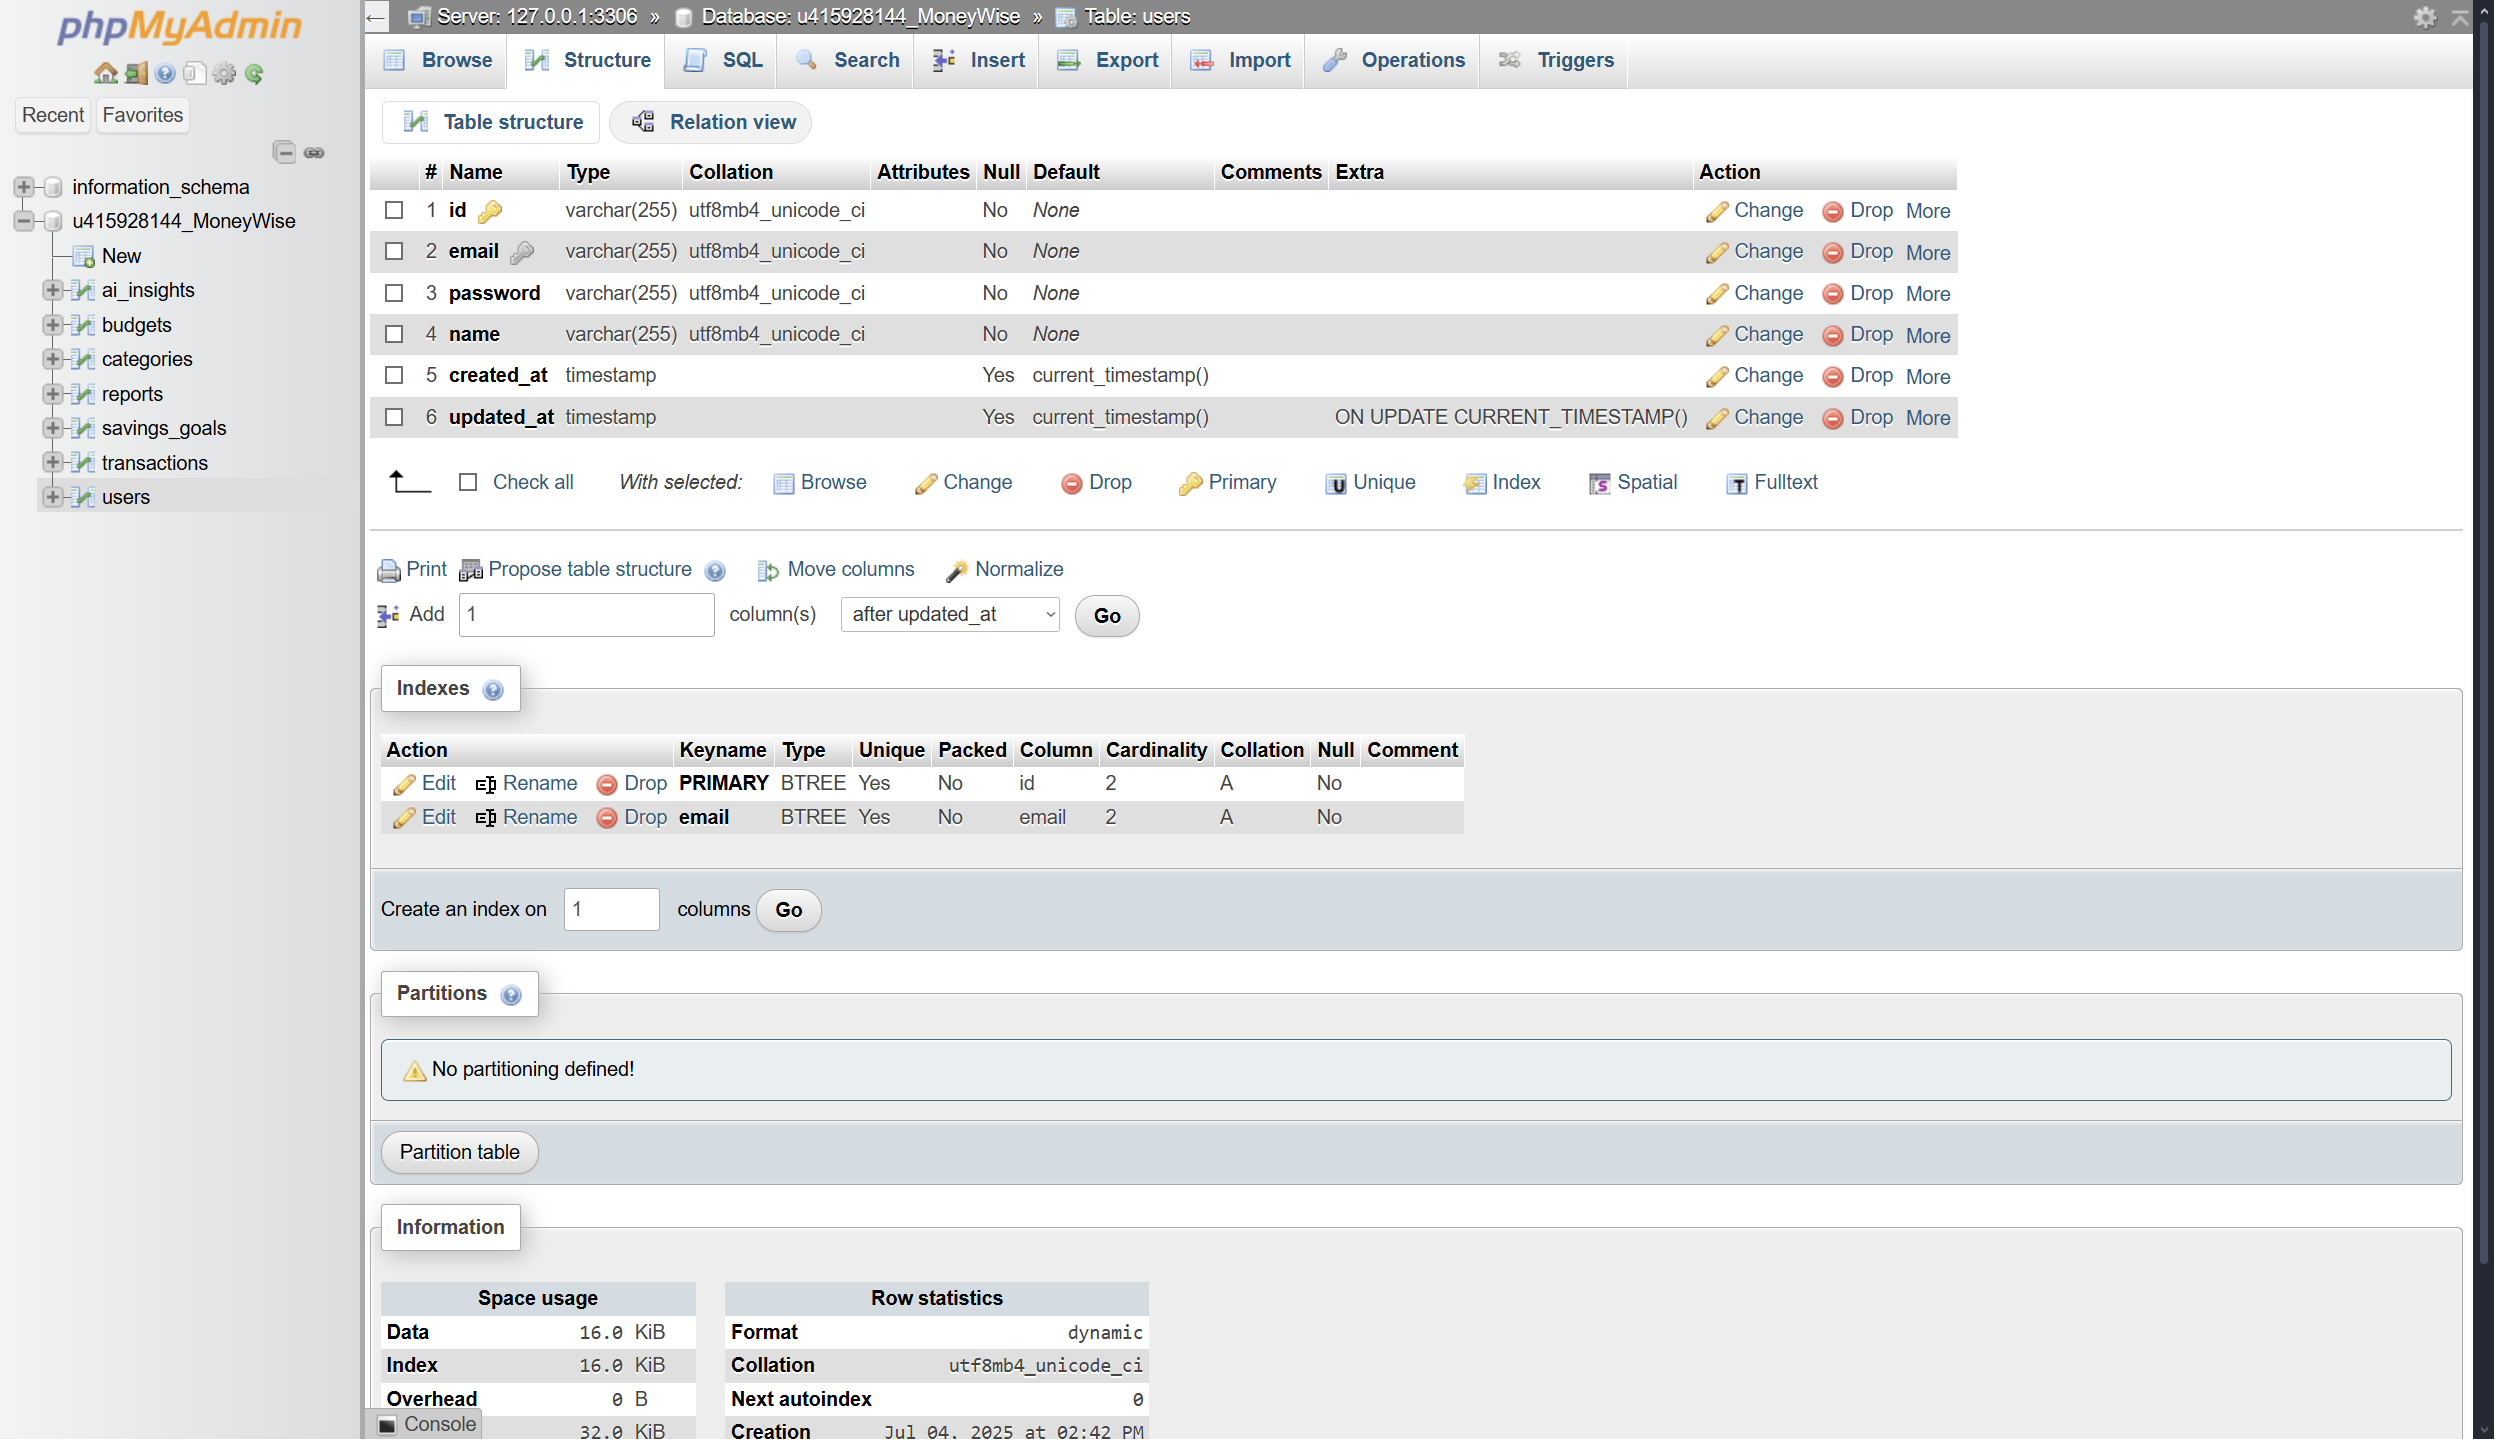 phpMyAdmin
Recent Favorites
information_schema
u415928144_MoneyWise
New
ai_insights
budgets
categories
reports
savings_goals
transactions
users
← Server: 127.0.0.1:3306 » Database: u415928144_MoneyWise » Table: users
Browse Structure SQL Search Insert Export Import Operations Triggers
Table structure Relation view
# Name Type Collation Attributes Null Default Comments Extra Action
1 id varchar(255) utf8mb4_unicode_ci No None Change Drop More
2 email varchar(255) utf8mb4_unicode_ci No None Change Drop More
3 password varchar(255) utf8mb4_unicode_ci No None Change Drop More
4 name varchar(255) utf8mb4_unicode_ci No None Change Drop More
5 created_at timestamp Yes current_timestamp() Change Drop More
6 updated_at timestamp Yes current_timestamp() ON UPDATE CURRENT_TIMESTAMP() Change Drop More
Check all With selected: Browse Change Drop Primary Unique Index Spatial Fulltext
Print Propose table structure Move columns Normalize
Add 1 column(s) after updated_at Go
Indexes
Action Keyname Type Unique Packed Column Cardinality Collation Null Comment
Edit Rename Drop PRIMARY BTREE Yes No id 2 A No
Edit Rename Drop email BTREE Yes No email 2 A No
Create an index on 1 columns Go
Partitions
No partitioning defined!
Partition table
Information
Space usage
Data 16.0 KiB
Index 16.0 KiB
Overhead 0 B
32.0 KiB
Row statistics
Format dynamic
Collation utf8mb4_unicode_ci
Next autoindex 0
Creation Jul 04, 2025 at 02:42 PM
Console